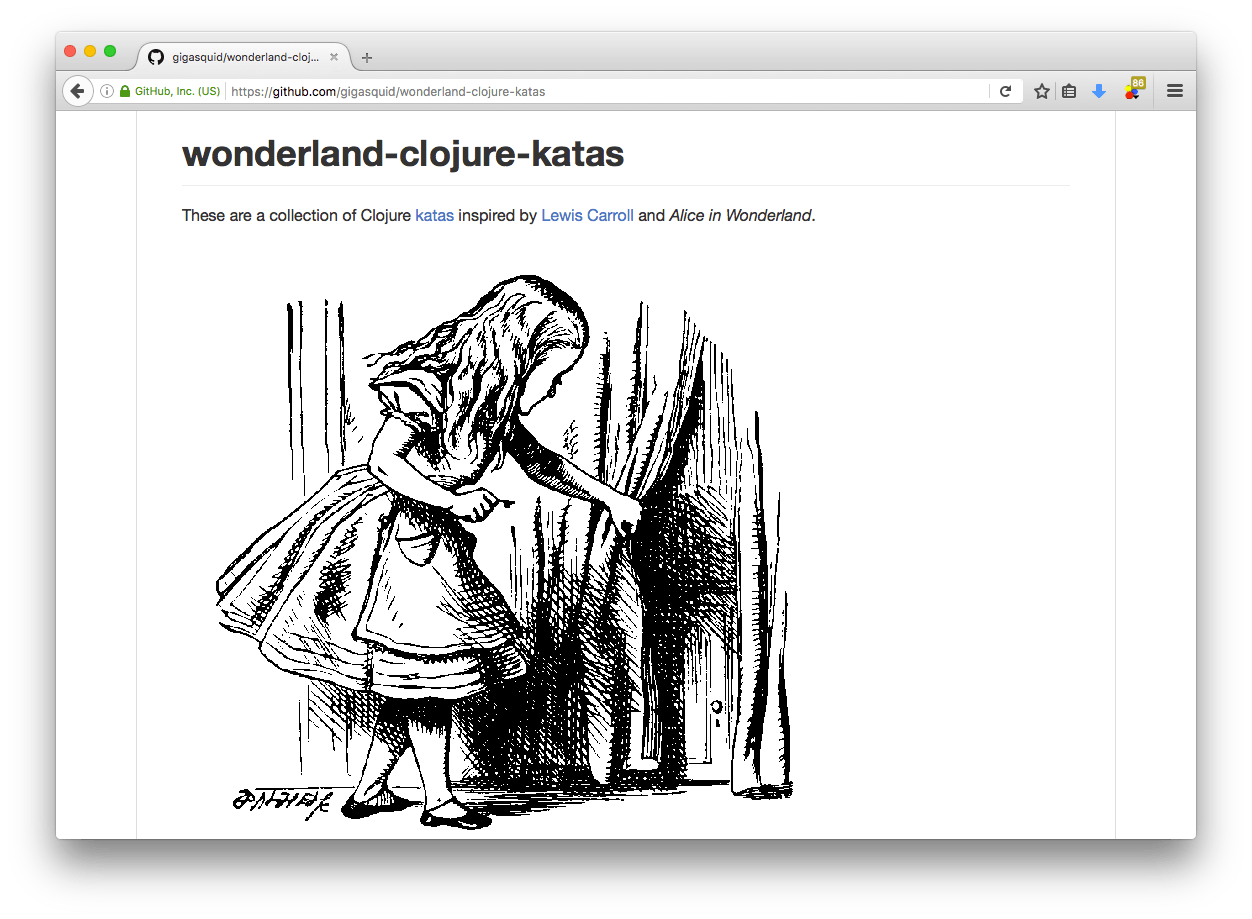 gigasquid/wonderland-cloj...
GitHub, Inc. (US) https://github.com/gigasquid/wonderland-clojure-katas
86
wonderland-clojure-katas
These are a collection of Clojure katas inspired by Lewis Carroll and Alice in Wonderland.